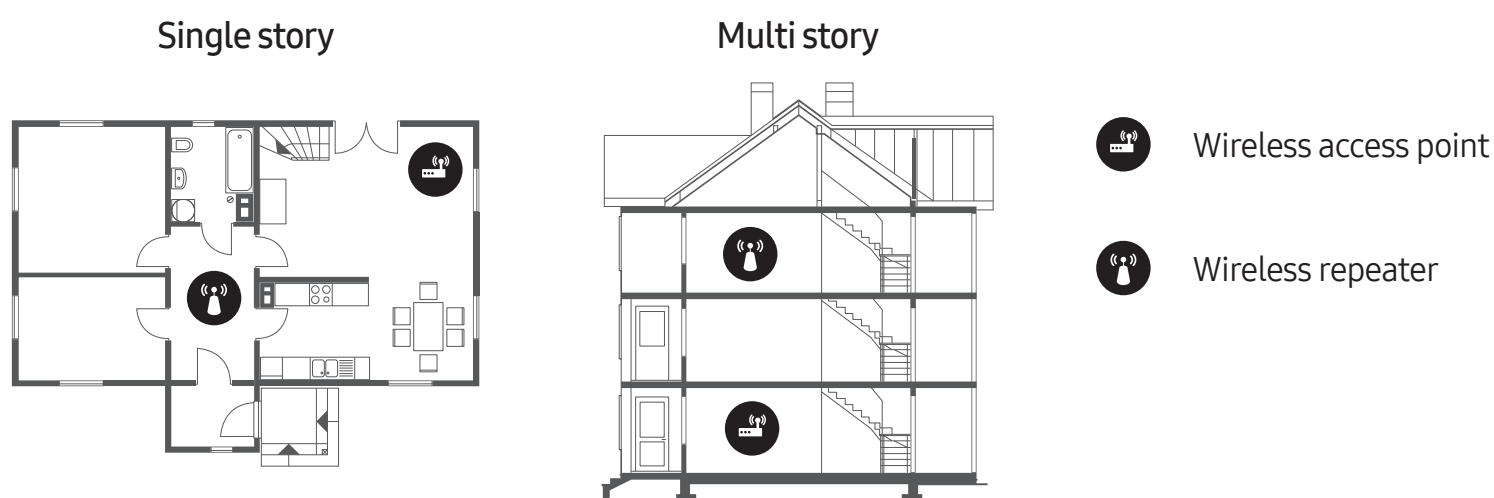 Single story
Multi story
Wireless access point
Wireless repeater